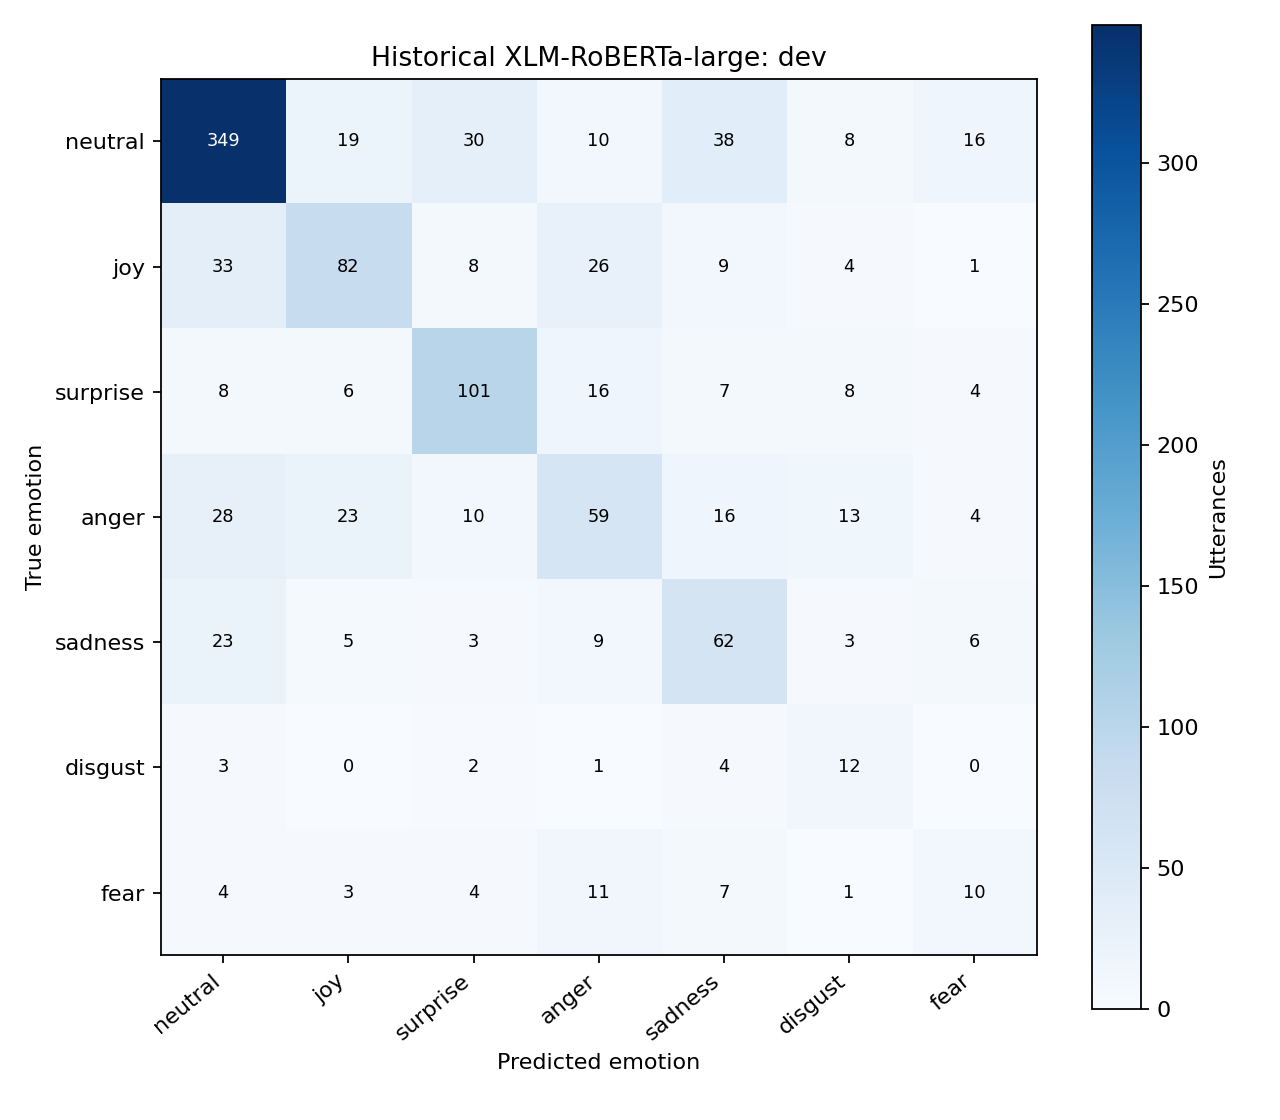 Historical XLM-RoBERTa-large: dev
neutral 349 19 30 10 38 8 16
joy 33 82 8 26 9 4 1
surprise 8 6 101 16 7 8 4
anger 28 23 10 59 16 13 4
sadness 23 5 3 9 62 3 6
disgust 3 0 2 1 4 12 0
fear 4 3 4 11 7 1 10
neutral joy surprise anger sadness disgust fear
Predicted emotion
True emotion
300
250
200
150
100
50
0
Utterances